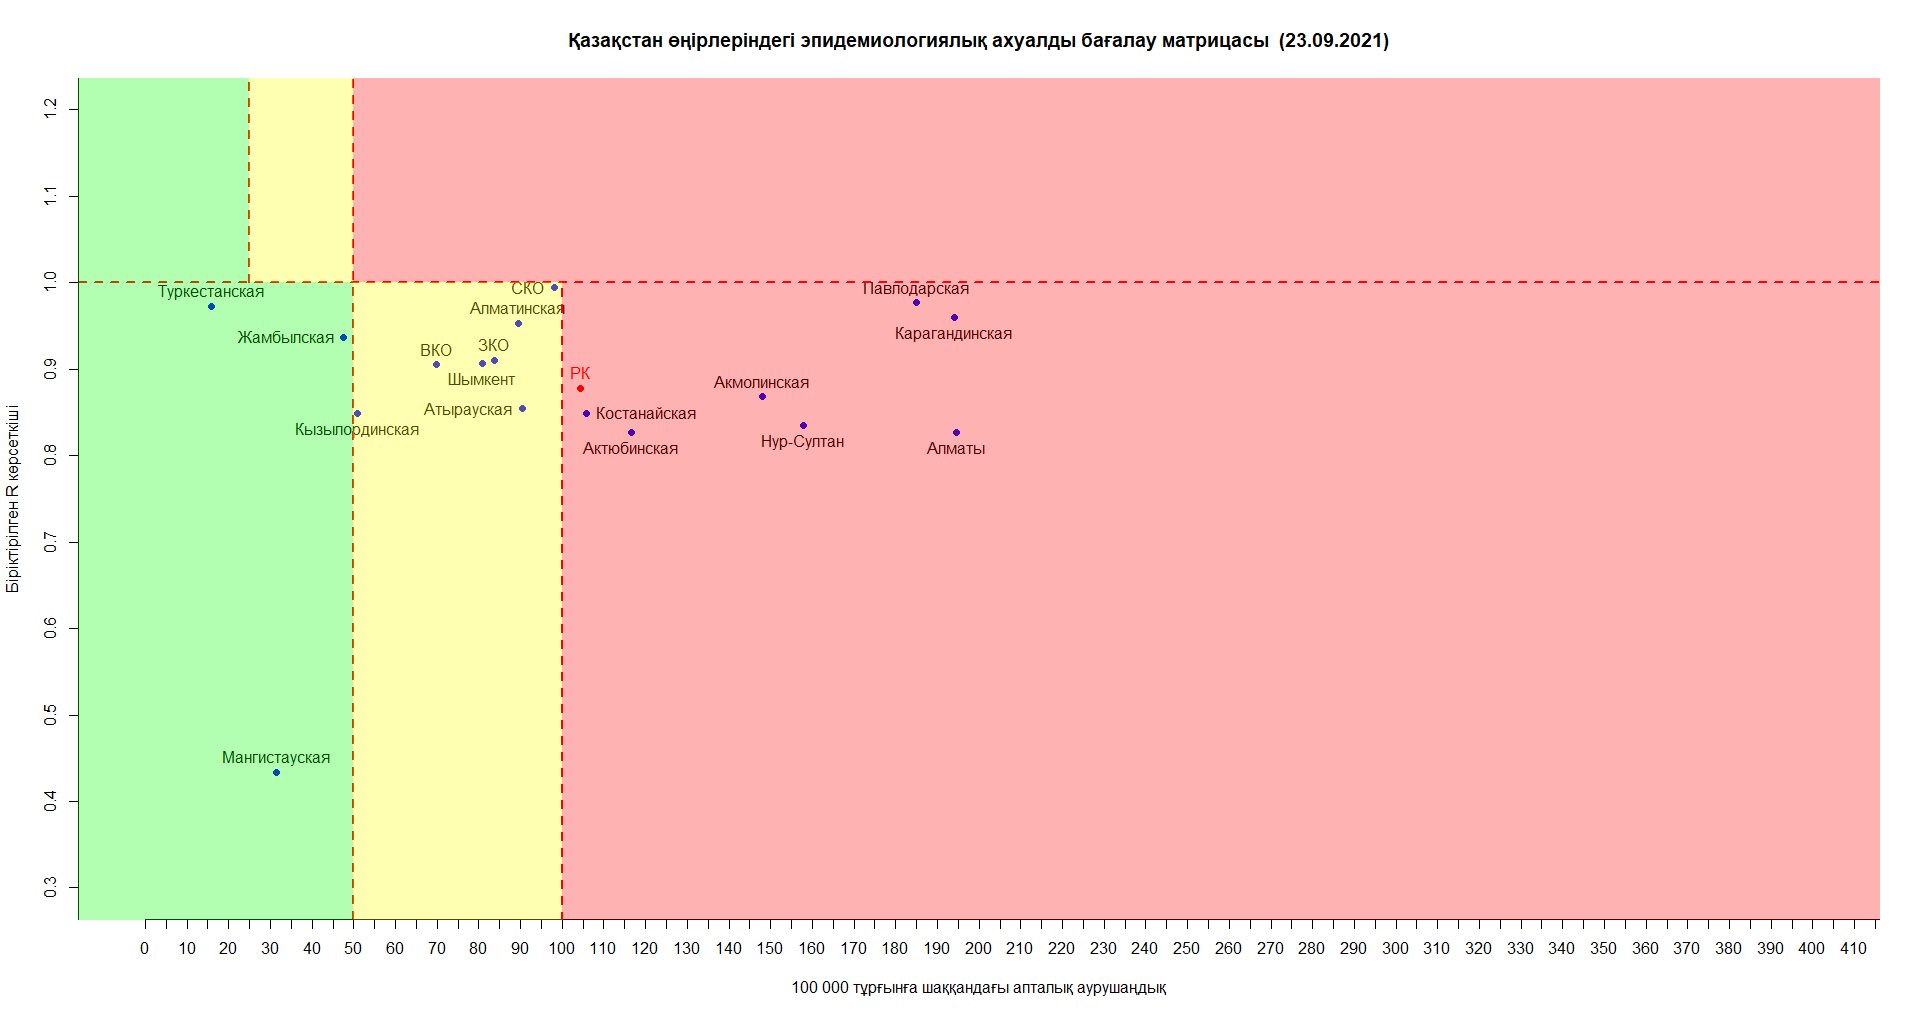 Қазақстан өңірлеріндегі эпидемиологиялық ахуалды бағалау матрицасы (23.09.2021)
Біріктірілген R көрсеткіші
1.2
1.1
1.0
0.9
0.8
0.7
0.6
0.5
0.4
0.3
Туркестанская
СКО
Павлодарская
Алматинская
Жамбылская
Карагандинская
ВКО
ЗКО
Шымкент
РК
Акмолинская
Атырауская
Костанайская
Кызылординская
Нур-Султан
Актюбинская
Алматы
Мангистауская
0 10 20 30 40 50 60 70 80 90 100 110 120 130 140 150 160 170 180 190 200 210 220 230 240 250 260 270 280 290 300 310 320 330 340 350 360 370 380 390 400 410
100 000 тұрғынға шаққандағы апталық аурушаңдық